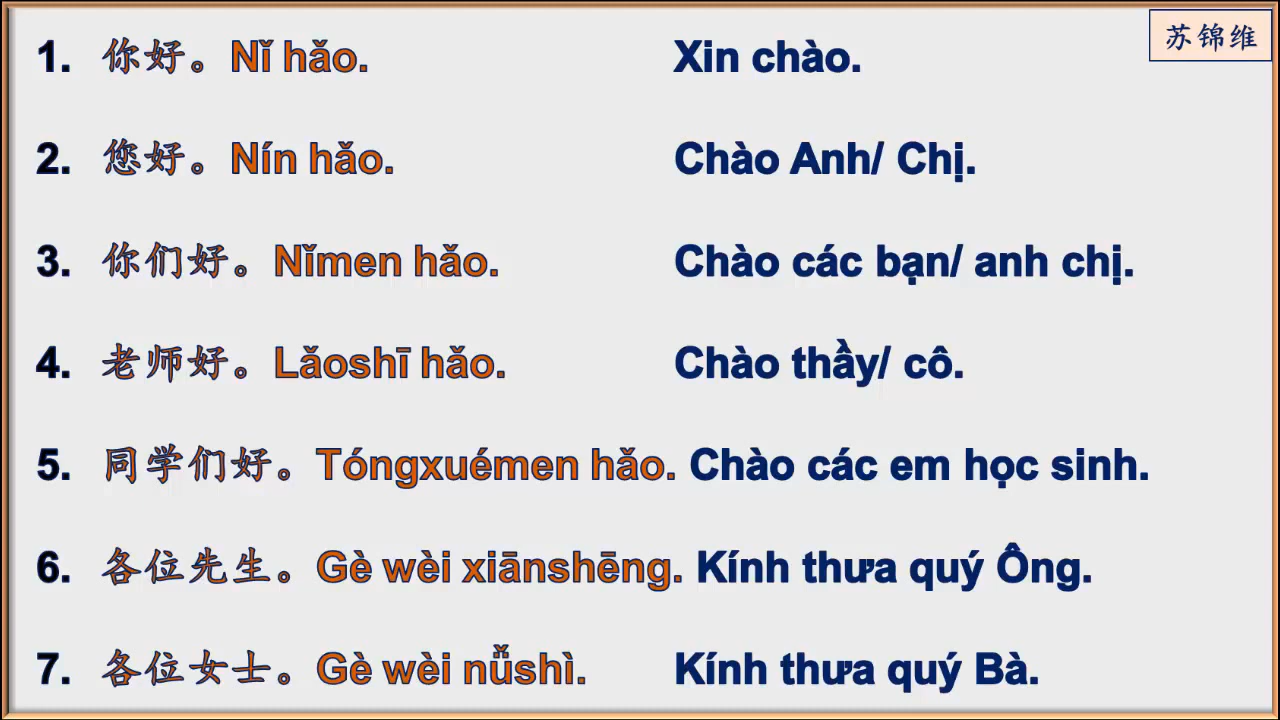 苏锦维
1. 你好。Nǐ hǎo. Xin chào.
2. 您好。Nín hǎo. Chào Anh/ Chị.
3. 你们好。Nǐmen hǎo. Chào các bạn/ anh chị.
4. 老师好。Lǎoshī hǎo. Chào thầy/ cô.
5. 同学们好。Tóngxuémen hǎo. Chào các em học sinh.
6. 各位先生。Gè wèi xiānshēng. Kính thưa quý Ông.
7. 各位女士。Gè wèi nǚshì. Kính thưa quý Bà.